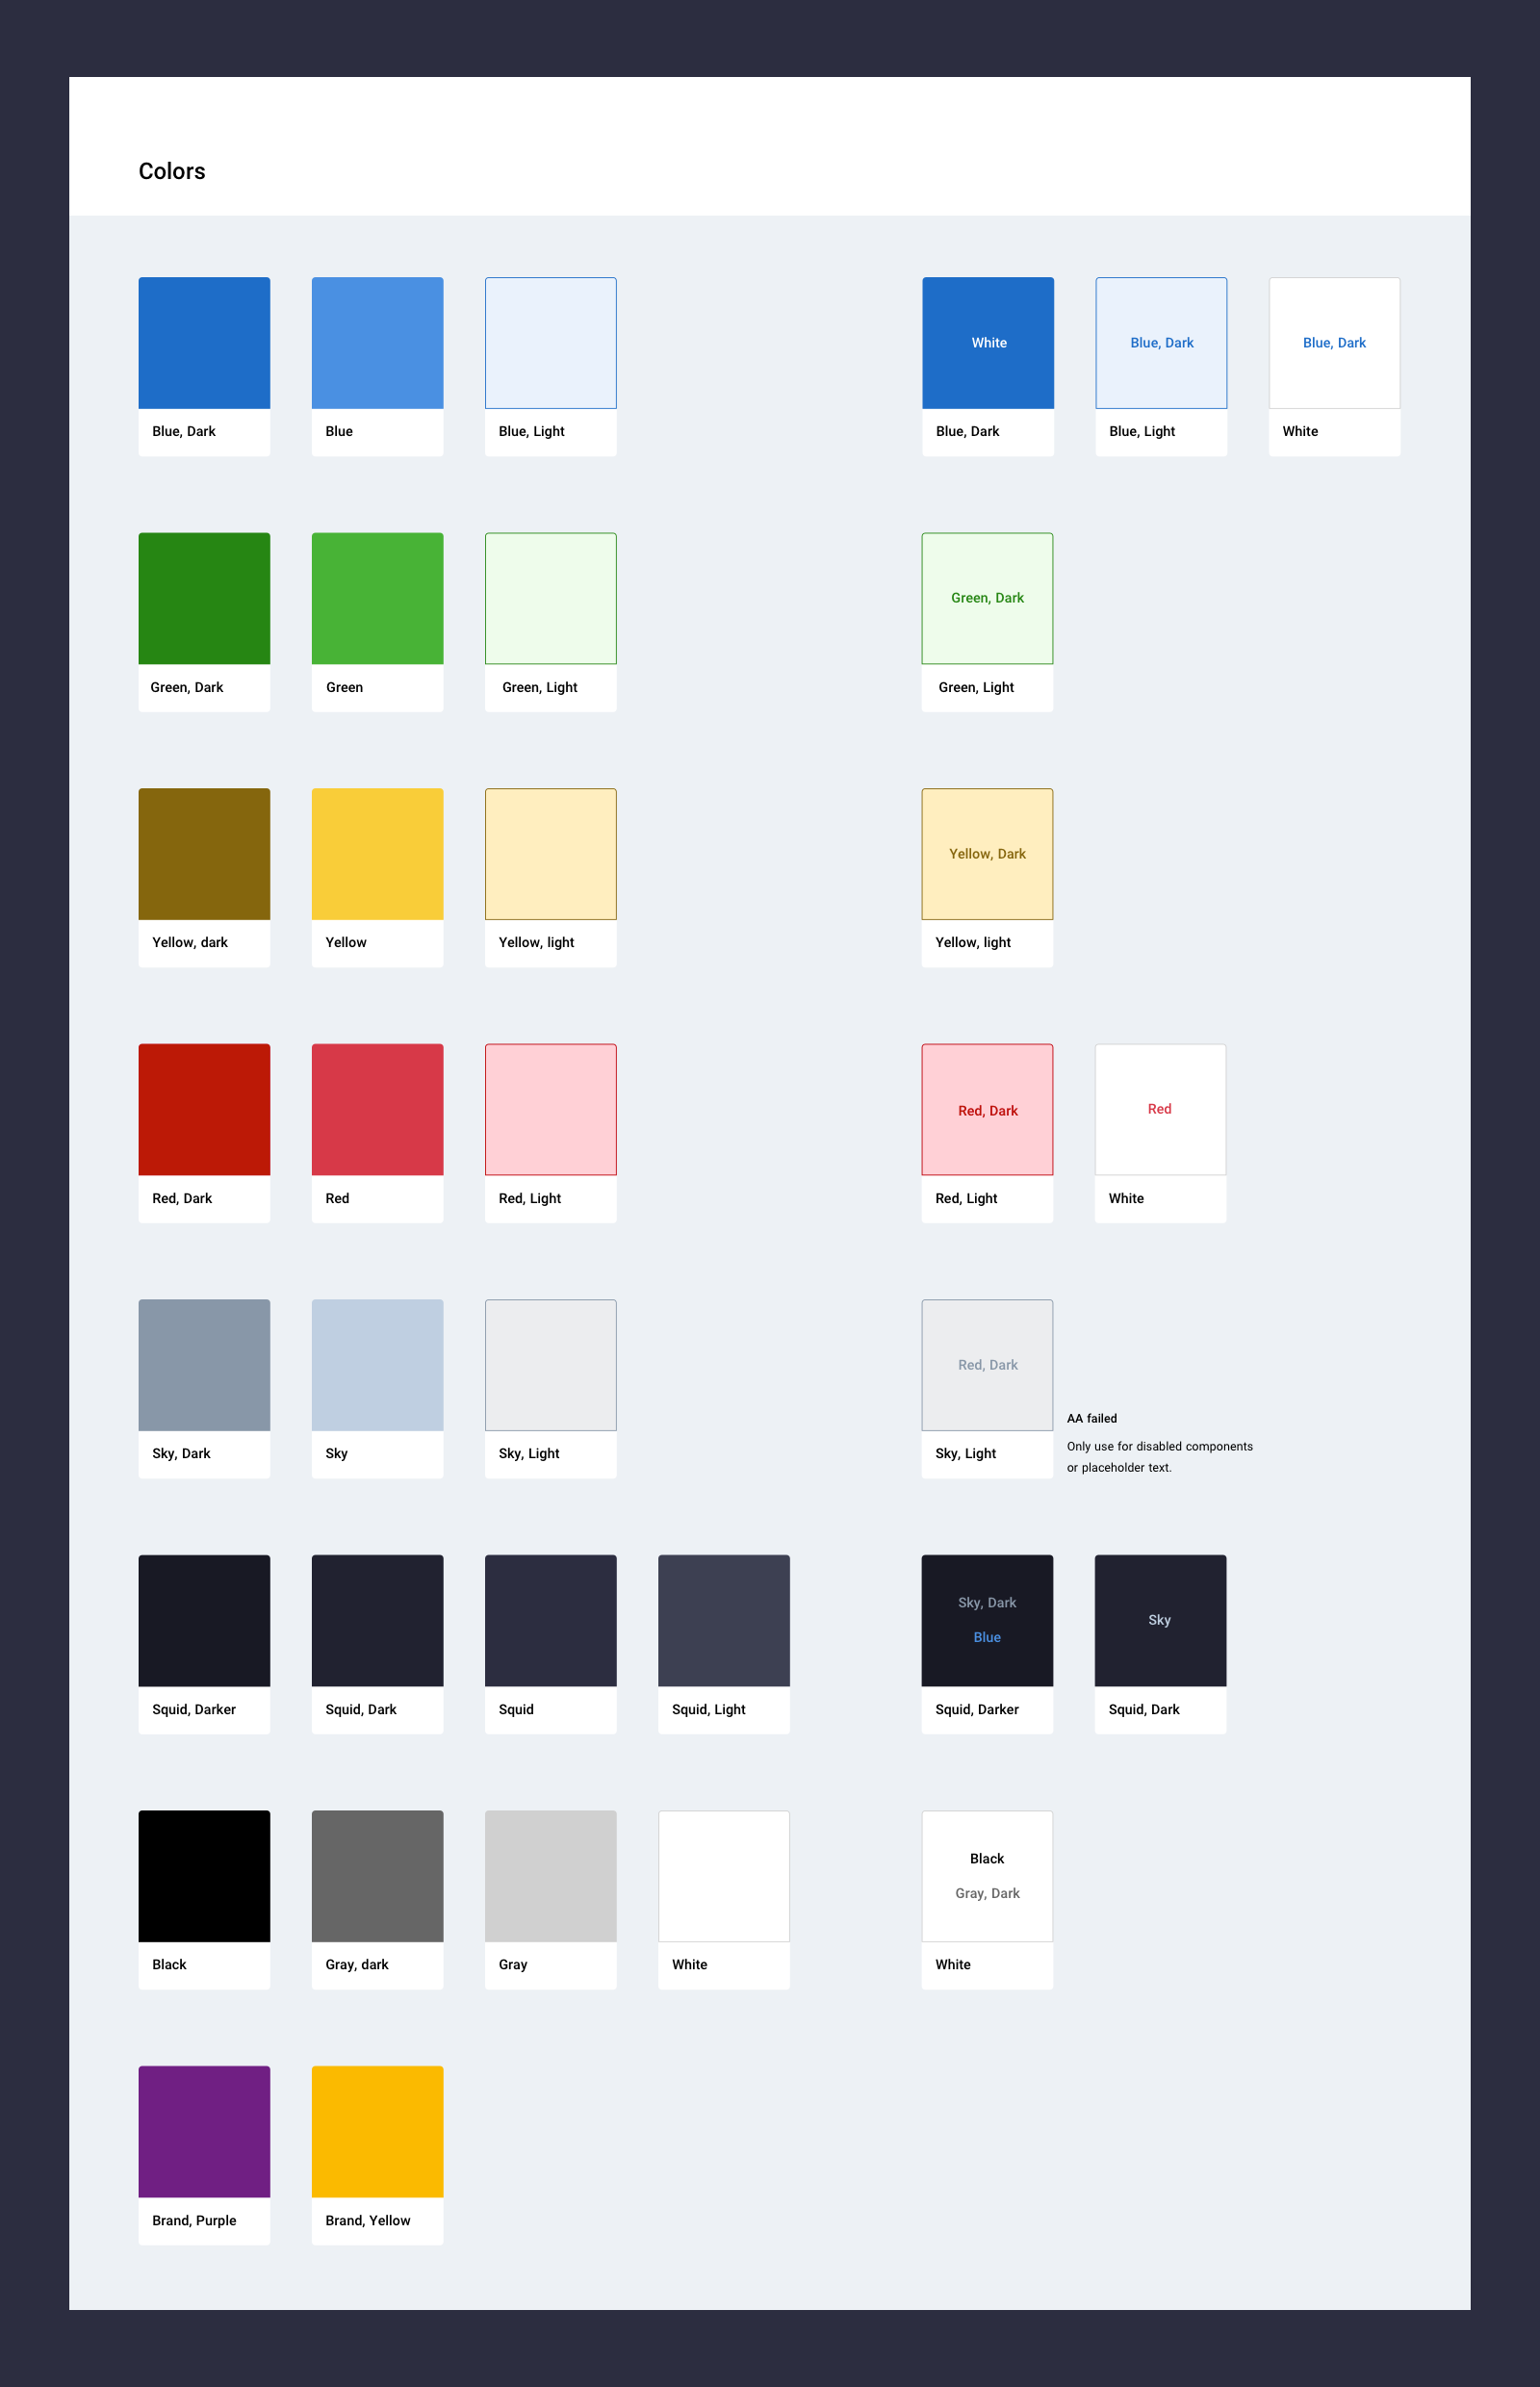 Colors
White
Blue, Dark
Blue, Dark
Blue, Dark
Blue
Blue, Light
Blue, Dark
Blue, Light
White
Green, Dark
Green, Dark
Green
Green, Light
Green, Light
Yellow, Dark
Yellow, dark
Yellow
Yellow, light
Yellow, light
Red, Dark
Red
Red, Dark
Red
Red, Light
Red, Light
White
Red, Dark
AA failed
Only use for disabled components
or placeholder text.
Sky, Dark
Sky
Sky, Light
Sky, Light
Sky, Dark
Blue
Sky
Squid, Darker
Squid, Dark
Squid
Squid, Light
Squid, Darker
Squid, Dark
Black
Gray, Dark
Black
Gray, dark
Gray
White
White
Brand, Purple
Brand, Yellow